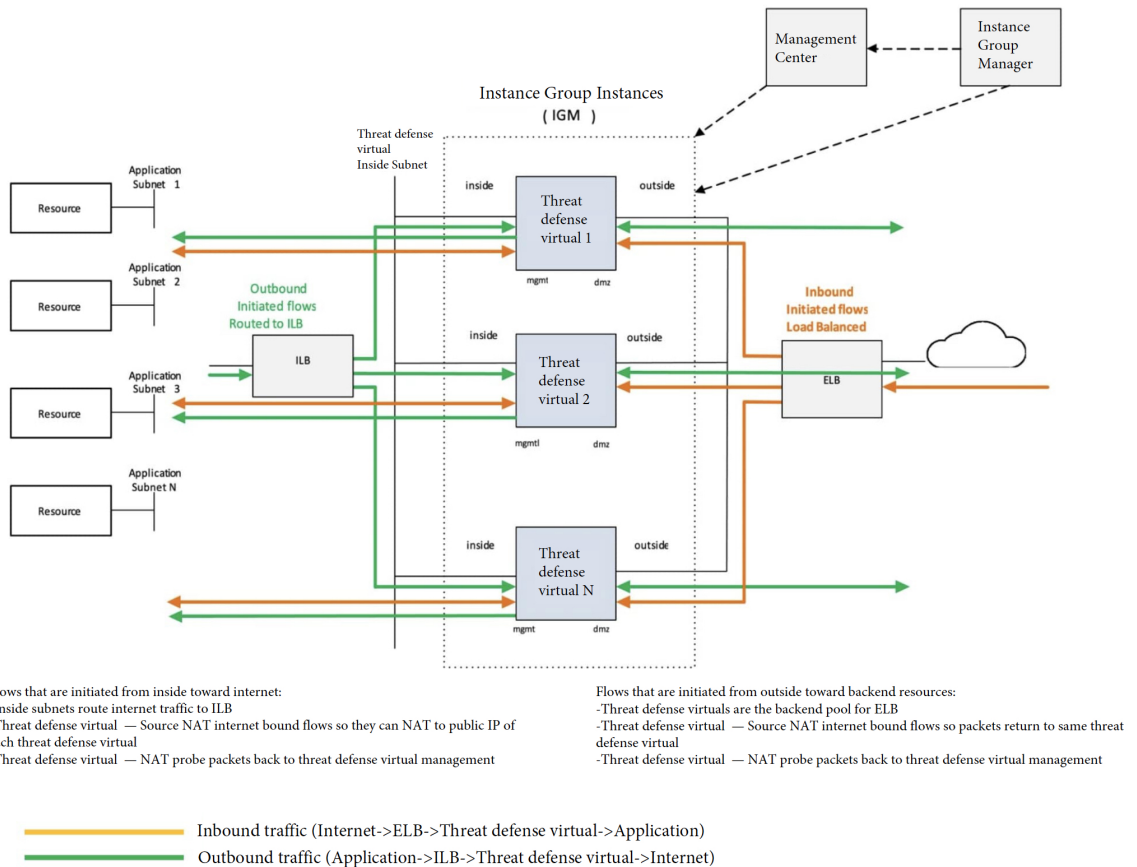 Management
Center
Instance
Group
Manager
Instance Group Instances
( IGM )
Threat defense
virtual
Inside Subnet
Application
Subnet 1
Resource
inside
outside
Threat
defense
virtual 1
mgmt
dmz
Application
Subnet 2
Resource
Outbound
Initiated flows
Routed to ILB
ILB
inside
outside
Threat
defense
virtual 2
mgmtl
dmz
Inbound
Initiated flows
Load Balanced
ELB
Application
Subnet 3
Resource
Application
Subnet N
Resource
inside
outside
Threat
defense
virtual N
mgmt
dmz
ows that are initiated from inside toward internet:
nside subnets route internet traffic to ILB
Threat defense virtual — Source NAT internet bound flows so they can NAT to public IP of
ch threat defense virtual
Threat defense virtual — NAT probe packets back to threat defense virtual management
Flows that are initiated from outside toward backend resources:
-Threat defense virtuals are the backend pool for ELB
-Threat defense virtual — Source NAT internet bound flows so packets return to same threat
defense virtual
-Threat defense virtual — NAT probe packets back to threat defense virtual management
Inbound traffic (Internet->ELB->Threat defense virtual->Application)
Outbound traffic (Application->ILB->Threat defense virtual->Internet)